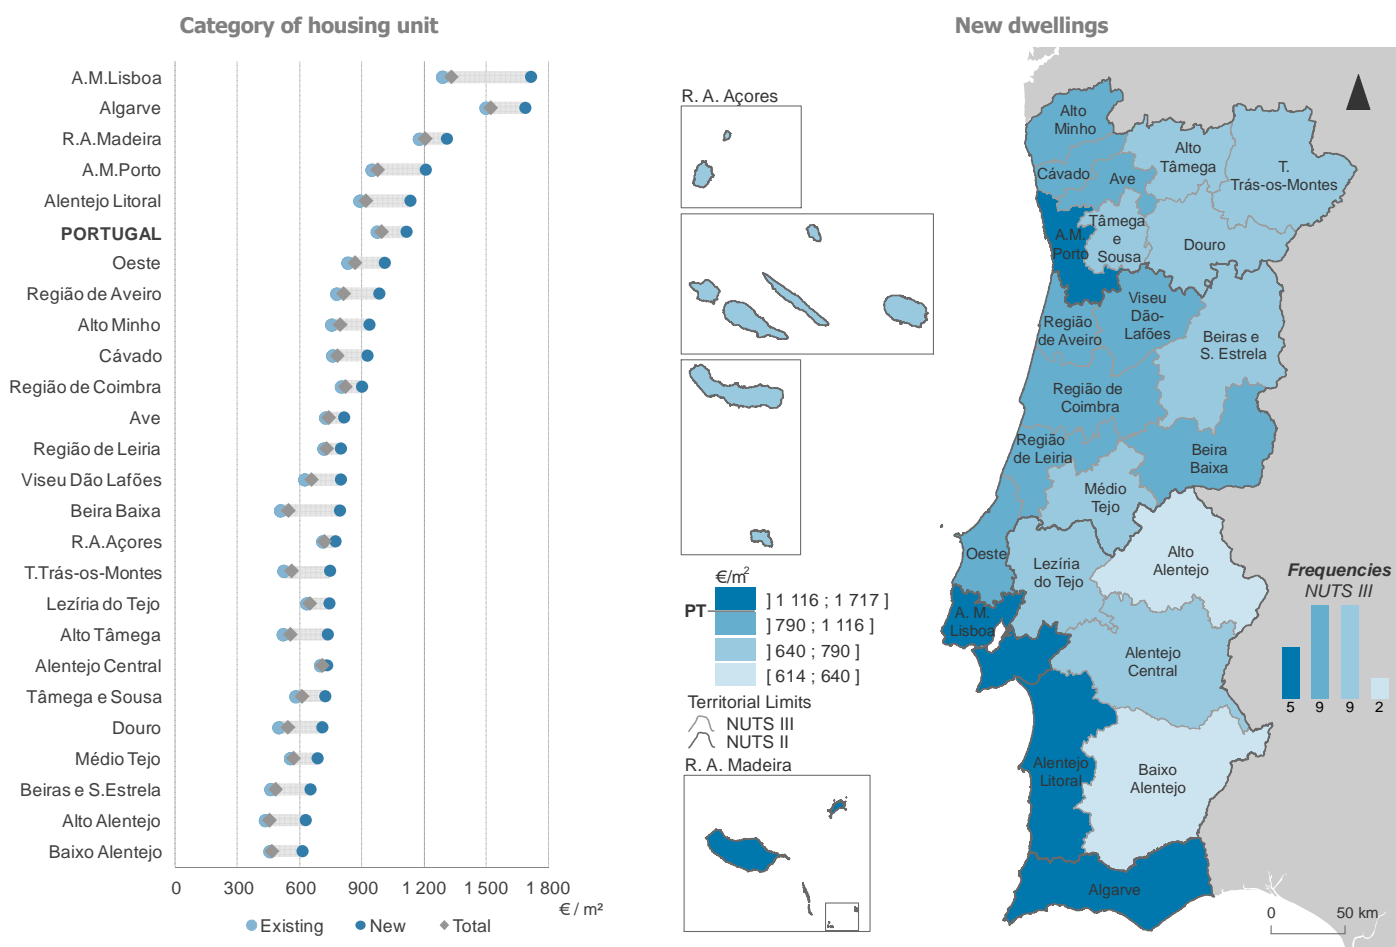 Category of housing unit
New dwellings
A.M.Lisboa
Algarve
R.A.Madeira
A.M.Porto
Alentejo Litoral
PORTUGAL
Oeste
Região de Aveiro
Alto Minho
Cávado
Região de Coimbra
Ave
Região de Leiria
Viseu Dão Lafões
Beira Baixa
R.A.Açores
T.Trás-os-Montes
Lezíria do Tejo
Alto Tâmega
Alentejo Central
Tâmega e Sousa
Douro
Médio Tejo
Beiras e S.Estrela
Alto Alentejo
Baixo Alentejo
0 300 600 900 1 200 1 500 1 800
€ / m²
Existing New Total
R. A. Açores
€/m²
PT
] 1 116 ; 1 717 ]
] 790 ; 1 116 ]
] 640 ; 790 ]
[ 614 ; 640 ]
Territorial Limits
NUTS III
NUTS II
R. A. Madeira
Alto
Minho
Alto
Tâmega
T.
Trás-os-Montes
Cávado
Ave
Tâmega
e
Sousa
A.M.
Porto
Douro
Viseu
Dão-
Lafões
Região
de Aveiro
Beiras e
S. Estrela
Região de
Coimbra
Região
de Leiria
Beira
Baixa
Médio
Tejo
Oeste
Lezíria
do Tejo
Alto
Alentejo
A. M.
Lisboa
Alentejo
Central
Alentejo
Litoral
Baixo
Alentejo
Algarve
Frequencies
NUTS III
5 9 9 2
0 50 km